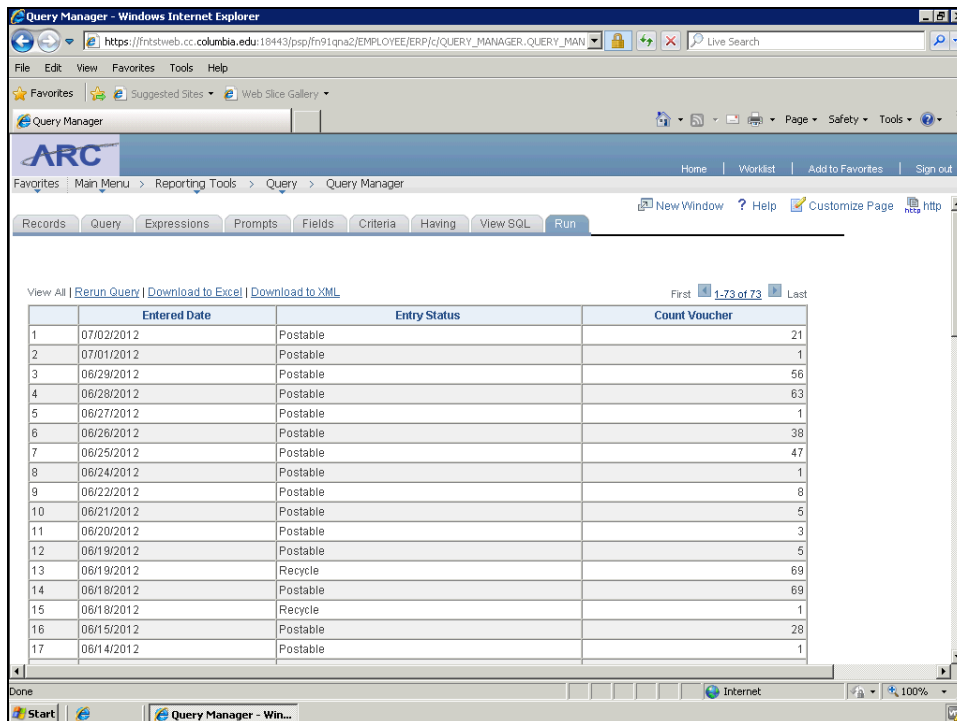 Query Manager - Windows Internet Explorer
https://fntstweb.cc.columbia.edu:18443/psp/fn91qna2/EMPLOYEE/ERP/c/QUERY_MANAGER.QUERY_MAN Live Search
File Edit View Favorites Tools Help
Favorites Suggested Sites Web Slice Gallery
Query Manager Page Safety Tools
ARC
Home | Worklist | Add to Favorites | Sign out
Favorites Main Menu > Reporting Tools > Query > Query Manager
New Window ? Help Customize Page http
Records Query Expressions Prompts Fields Criteria Having View SQL Run
View All | Rerun Query | Download to Excel | Download to XML First 1-73 of 73 Last
Entered Date Entry Status Count Voucher
1 07/02/2012 Postable 21
2 07/01/2012 Postable 1
3 06/29/2012 Postable 56
4 06/28/2012 Postable 63
5 06/27/2012 Postable 1
6 06/26/2012 Postable 38
7 06/25/2012 Postable 47
8 06/24/2012 Postable 1
9 06/22/2012 Postable 8
10 06/21/2012 Postable 5
11 06/20/2012 Postable 3
12 06/19/2012 Postable 5
13 06/19/2012 Recycle 69
14 06/18/2012 Postable 69
15 06/18/2012 Recycle 1
16 06/15/2012 Postable 28
17 06/14/2012 Postable 1
Done Internet 100%
Start Query Manager - Win...